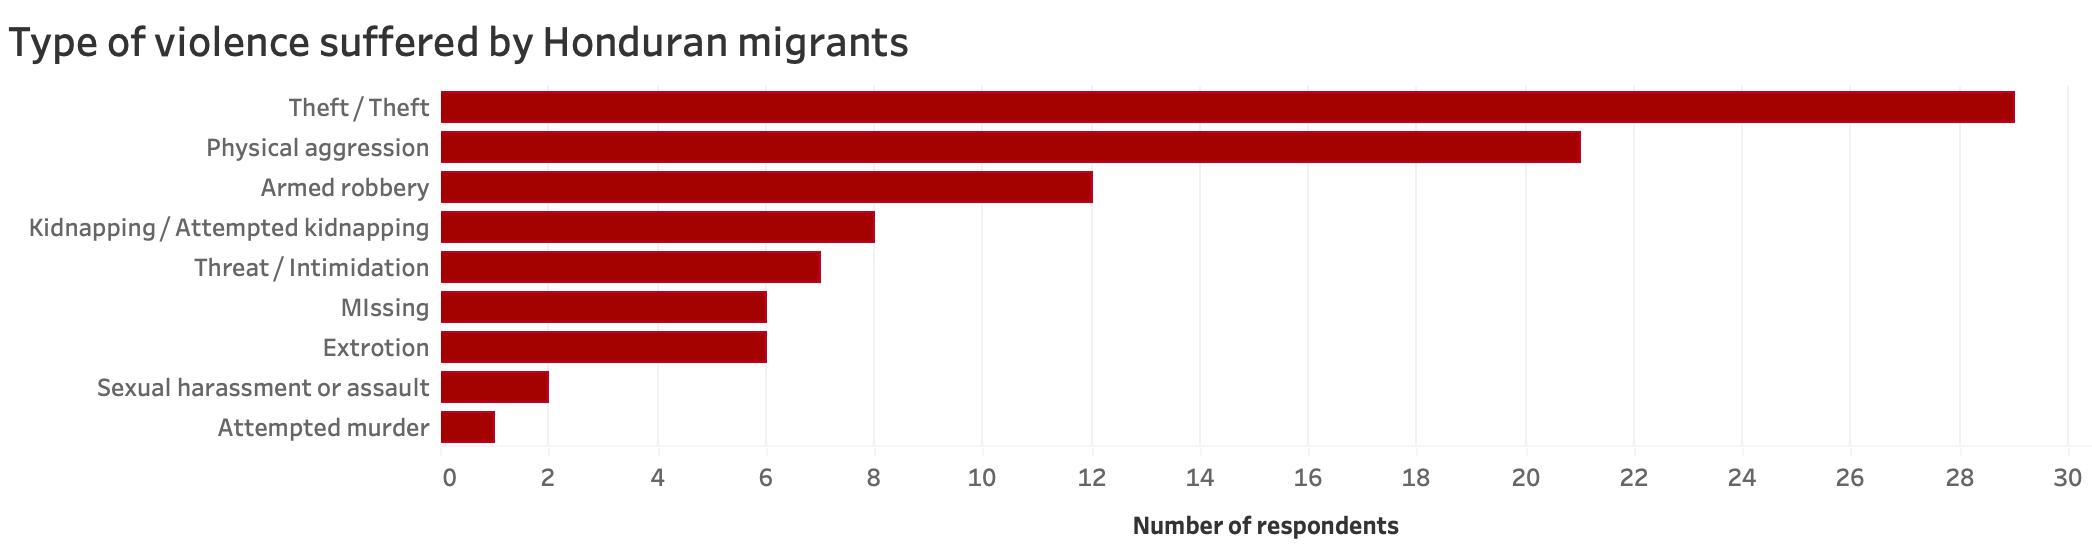 Type of violence suffered by Honduran migrants
Theft / Theft
Physical aggression
Armed robbery
Kidnapping / Attempted kidnapping
Threat / Intimidation
MIssing
Extrotion
Sexual harassment or assault
Attempted murder
0 2 4 6 8 10 12 14 16 18 20 22 24 26 28 30
Number of respondents